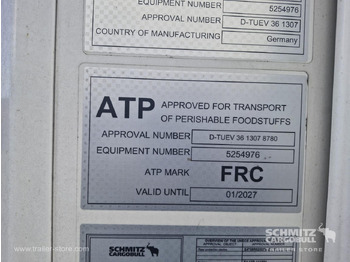 EQUIPMENT NUMBER 5254976
APPROVAL NUMBER D-TUEV 36 1307
COUNTRY OF MANUFACTURING Germany
ATP APPROVED FOR TRANSPORT
OF PERISHABLE FOODSTUFFS
APPROVAL NUMBER D-TUEV 36 1307 8780
EQUIPMENT NUMBER 5254976
ATP MARK FRC
VALID UNTIL 01/2027
SCHMITZ
CARGOBULL
SCHMITZ
CARGOBULL
TRAILER STORE
www.trailerstore.com